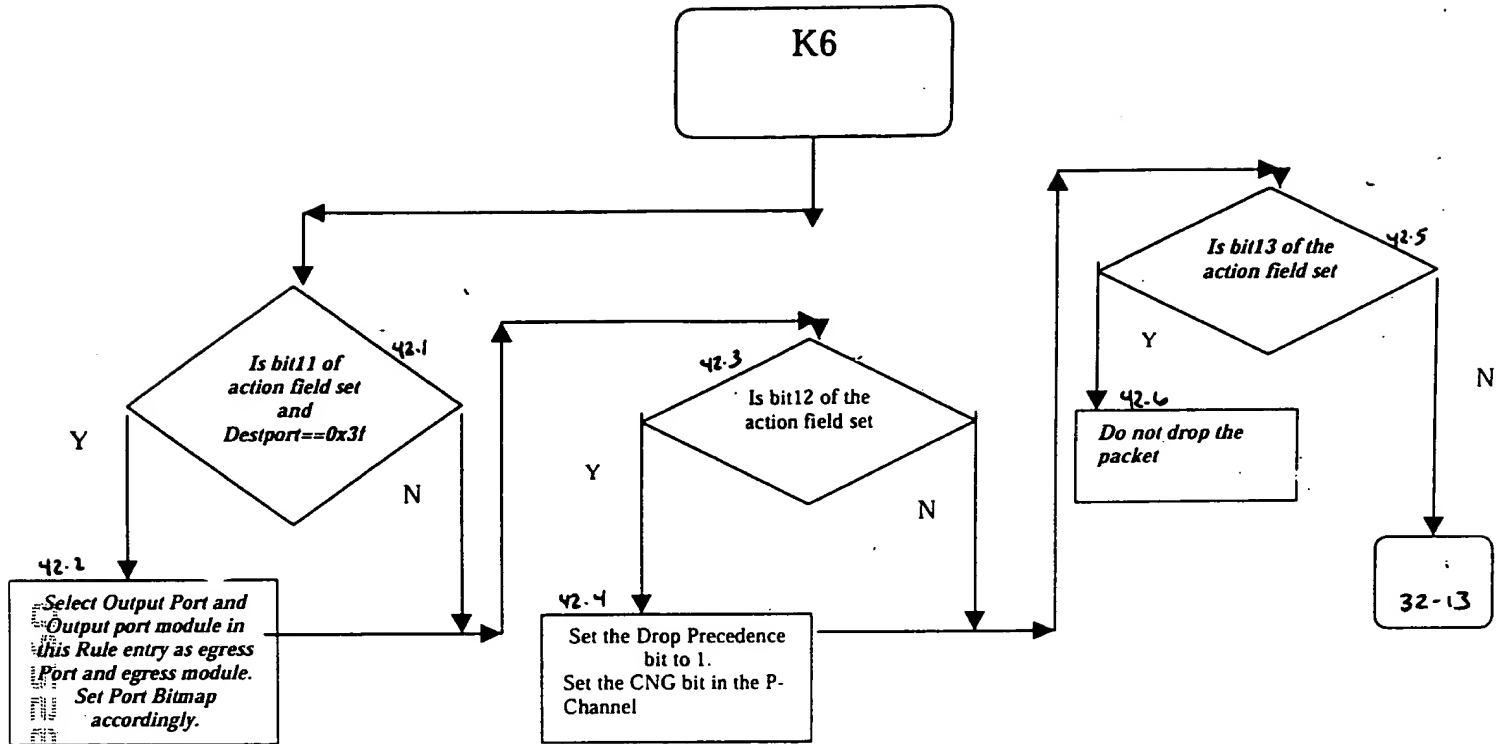 K6
42.1
Is bit11 of
action field set
and
Destport==0x3f
Y
N
42.2
Select Output Port and
Output port module in
this Rule entry as egress
Port and egress module.
Set Port Bitmap
accordingly.
42.3
Is bit12 of the
action field set
Y
N
42.4
Set the Drop Precedence
bit to 1.
Set the CNG bit in the P-
Channel
42.5
Is bit13 of the
action field set
Y
N
42.6
Do not drop the
packet
32-13